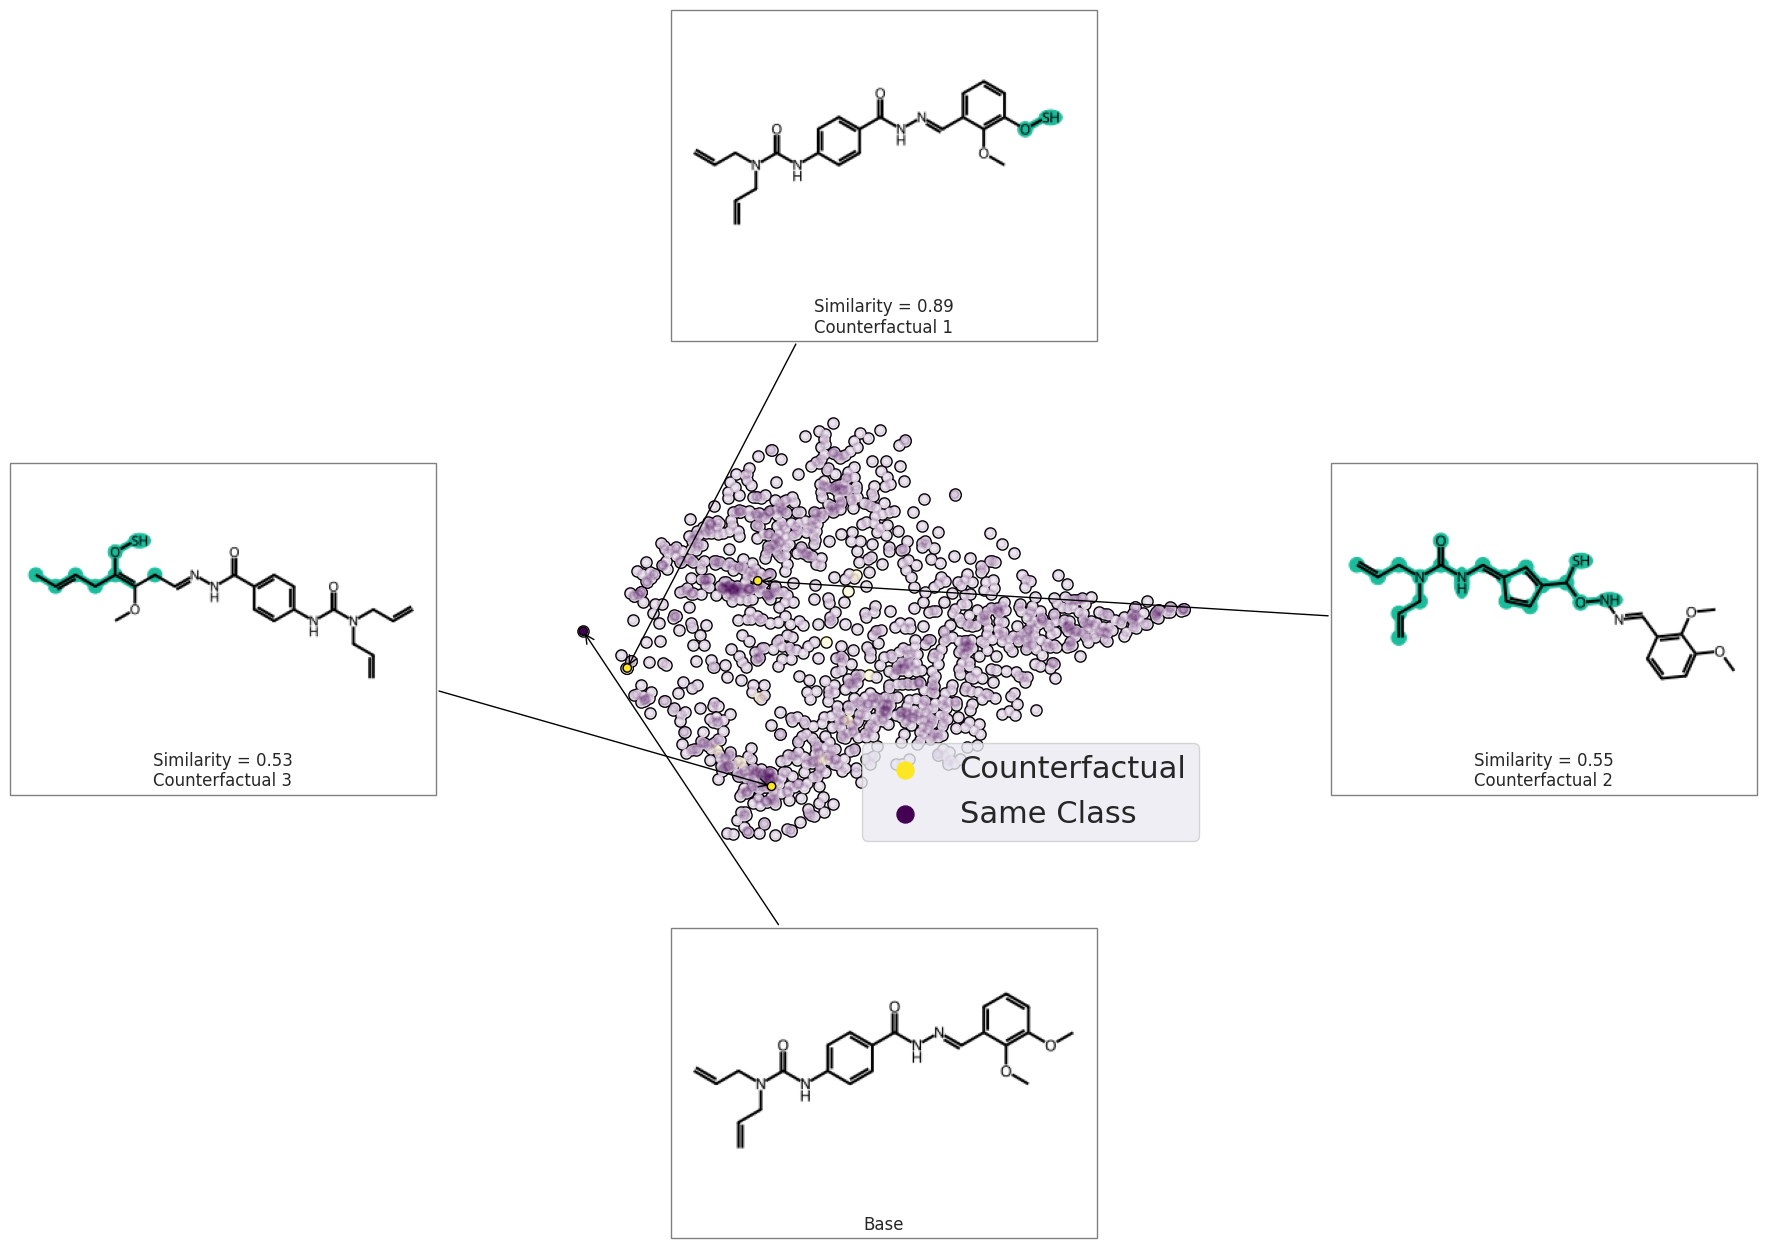 O
O
N
H
N
O
N
H
O
SH
O
Similarity = 0.89
Counterfactual 1
SH
O
O
N
NH
O
N
H
O
N
Similarity = 0.53
Counterfactual 3
O
N
N
H
SH
O
NH
N
O
O
Similarity = 0.55
Counterfactual 2
Counterfactual
Same Class
O
N
N
H
O
N
H
N
O
O
Base